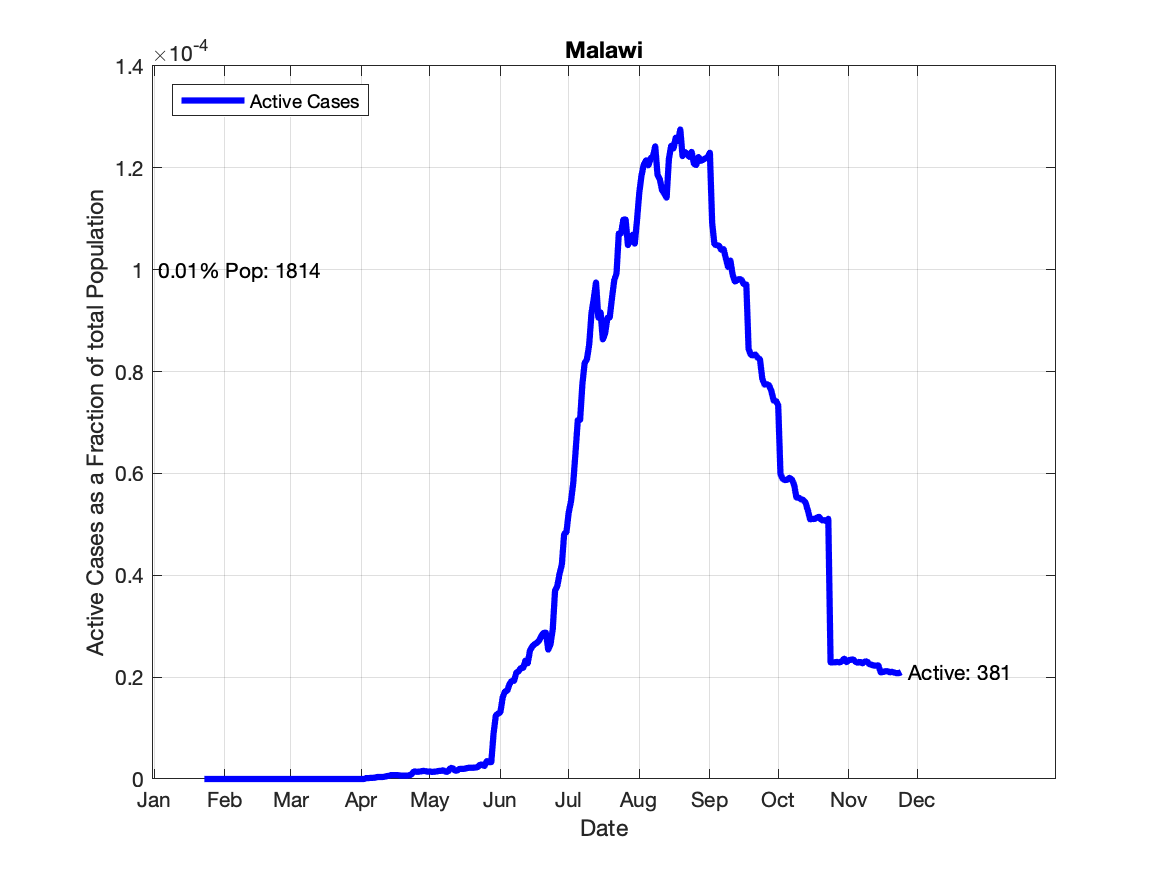 Malawi
×10-4
Active Cases
1.4
1.2
1
0.8
0.6
0.4
0.2
0
0.01% Pop: 1814
Active: 381
Active Cases as a Fraction of total Population
Jan Feb Mar Apr May Jun Jul Aug Sep Oct Nov Dec
Date